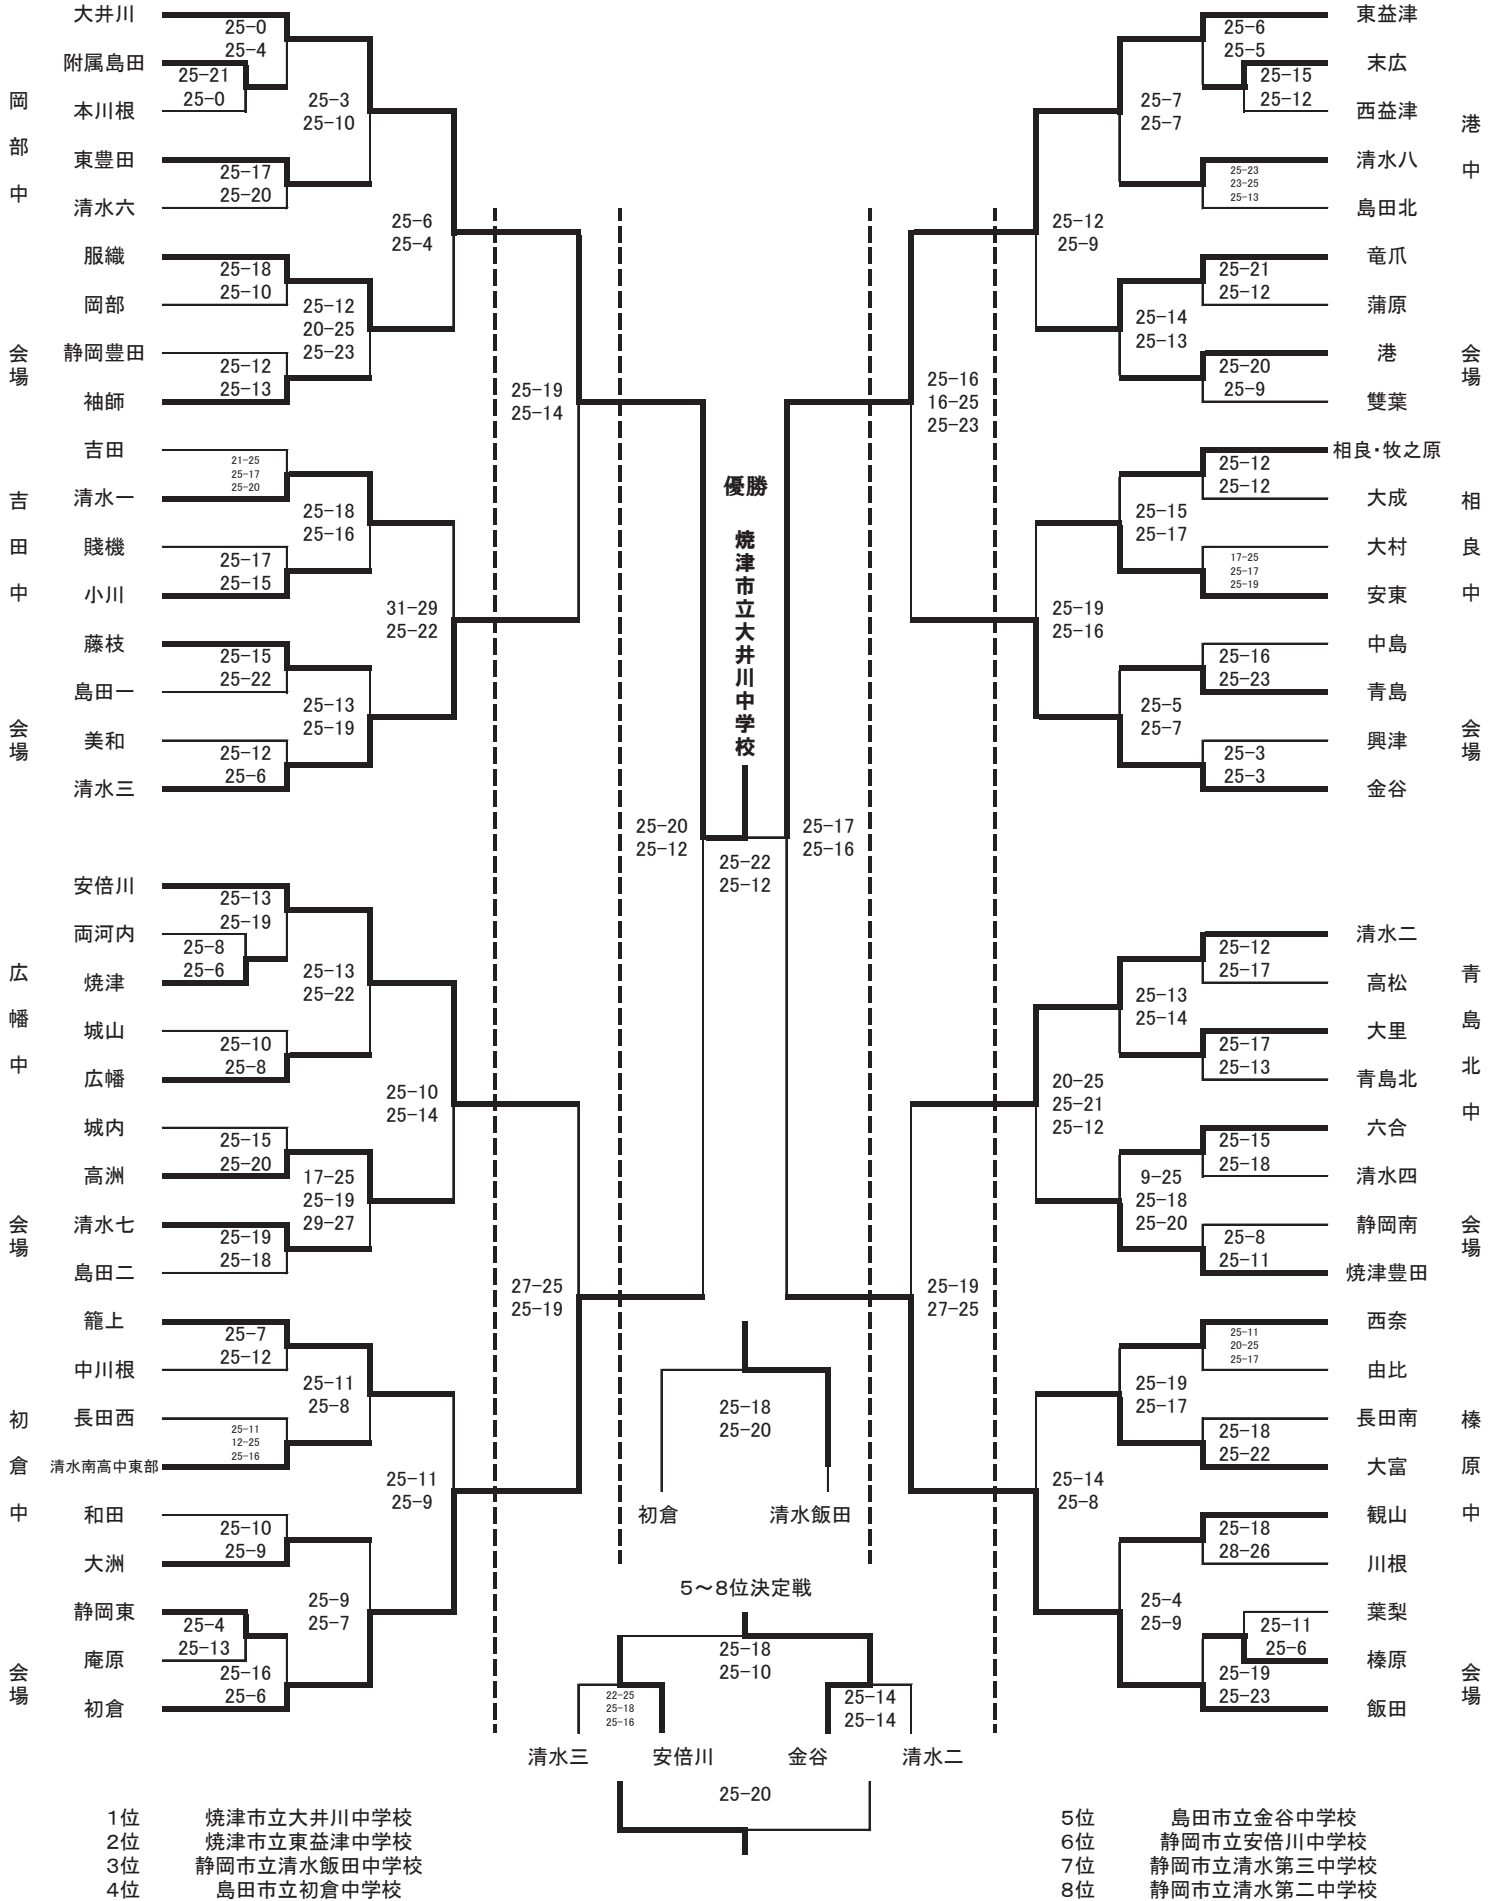 大井川
25-0
25-4
附属島田
25-21
25-0
本川根
25-3
25-10
東豊田
25-17
25-20
清水六
25-6
25-4
服織
25-18
25-10
岡部
25-12
20-25
25-23
静岡豊田
25-12
25-13
袖師
岡部中
会場
25-19
25-14
吉田
21-25
25-17
25-20
清水一
25-18
25-16
賤機
25-17
25-15
小川
31-29
25-22
藤枝
25-15
25-22
島田一
25-13
25-19
美和
25-12
25-6
清水三
吉田中
会場
25-20
25-12
安倍川
25-13
25-19
両河内
25-8
25-6
焼津
25-13
25-22
城山
25-10
25-8
広幡
25-10
25-14
城内
25-15
25-20
高洲
17-25
25-19
29-27
清水七
25-19
25-18
島田二
広幡中
会場
27-25
25-19
籠上
25-7
25-12
中川根
25-11
25-8
長田西
25-11
12-25
25-16
清水南高中東部
25-11
25-9
和田
25-10
25-9
大洲
25-9
25-7
静岡東
25-4
25-13
庵原
25-16
25-6
初倉
初倉中
会場
優勝
焼津市立大井川中学校
25-22
25-12
東益津
25-6
25-5
末広
25-15
25-12
西益津
25-7
25-7
清水八
25-23
23-25
25-13
島田北
25-12
25-9
竜爪
25-21
25-12
蒲原
25-14
25-13
港
25-20
25-9
雙葉
港中
会場
25-16
16-25
25-23
相良・牧之原
25-12
25-12
大成
25-15
25-17
大村
17-25
25-17
25-19
安東
25-19
25-16
中島
25-16
25-23
青島
25-5
25-7
興津
25-3
25-3
金谷
相良中
会場
25-17
25-16
清水二
25-12
25-17
高松
25-13
25-14
大里
25-17
25-13
青島北
20-25
25-21
25-12
六合
25-15
25-18
清水四
9-25
25-18
25-20
静岡南
25-8
25-11
焼津豊田
青島北中
会場
25-19
27-25
西奈
25-11
20-25
25-17
由比
25-19
25-17
長田南
25-18
25-22
大富
25-14
25-8
観山
25-18
28-26
川根
25-4
25-9
葉梨
25-11
25-6
榛原
25-19
25-23
飯田
榛原中
会場
25-18
25-20
初倉
清水飯田
5～8位決定戦
25-18
25-10
22-25
25-18
25-16
25-14
25-14
清水三
安倍川
金谷
清水二
25-20
1位 焼津市立大井川中学校
2位 焼津市立東益津中学校
3位 静岡市立清水飯田中学校
4位 島田市立初倉中学校
5位 島田市立金谷中学校
6位 静岡市立安倍川中学校
7位 静岡市立清水第三中学校
8位 静岡市立清水第二中学校